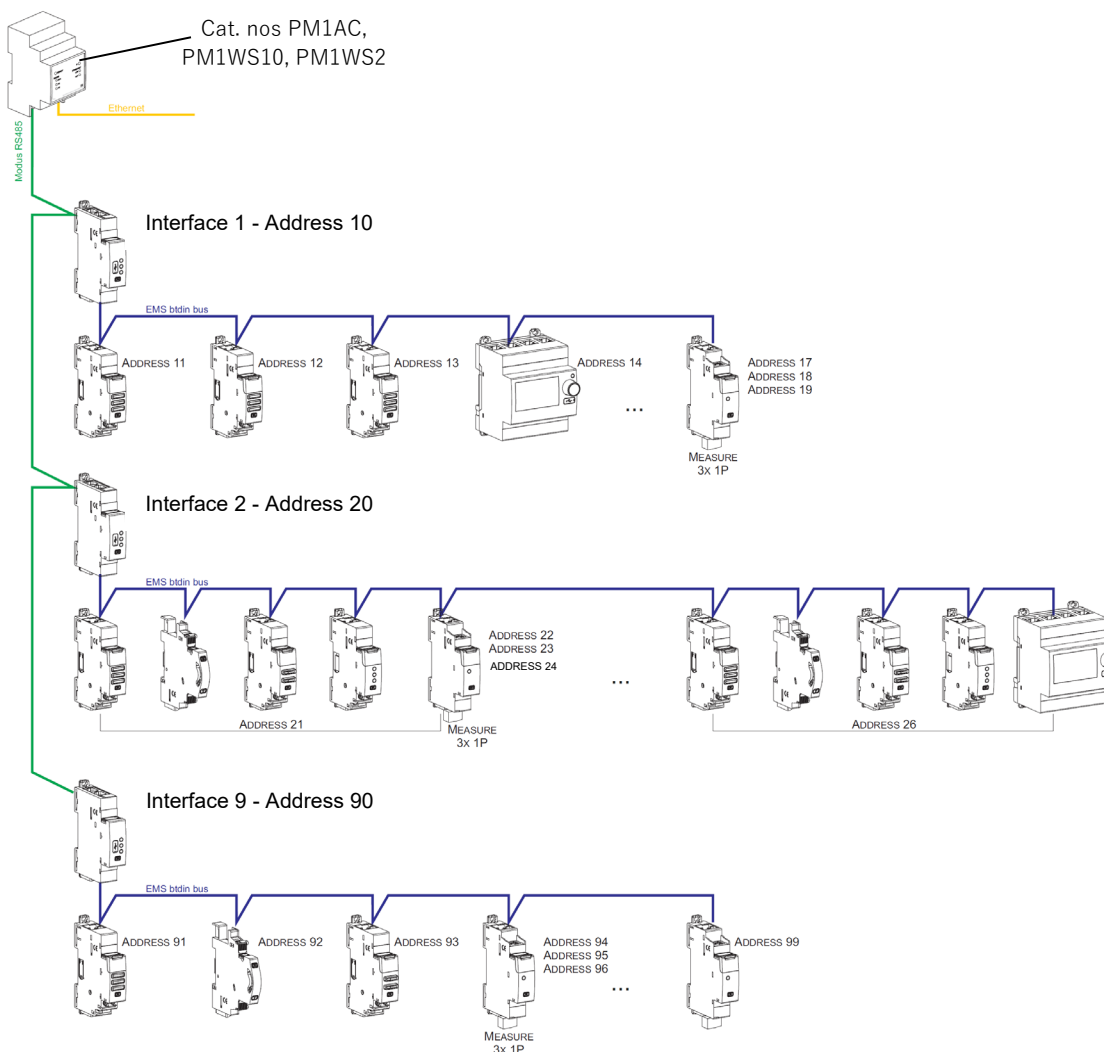 Cat. nos PM1AC,
PM1WS10, PM1WS2
Ethernet
Modus RS485
Interface 1 - Address 10
EMS btdin bus
ADDRESS 11
ADDRESS 12
ADDRESS 13
ADDRESS 14
ADDRESS 17
ADDRESS 18
ADDRESS 19
...
MEASURE
3X 1P
Interface 2 - Address 20
EMS btdin bus
ADDRESS 22
ADDRESS 23
ADDRESS 24
...
ADDRESS 21
ADDRESS 26
MEASURE
3X 1P
Interface 9 - Address 90
EMS btdin bus
ADDRESS 91
ADDRESS 92
ADDRESS 93
ADDRESS 94
ADDRESS 95
ADDRESS 96
ADDRESS 99
...
MEASURE
3X 1P